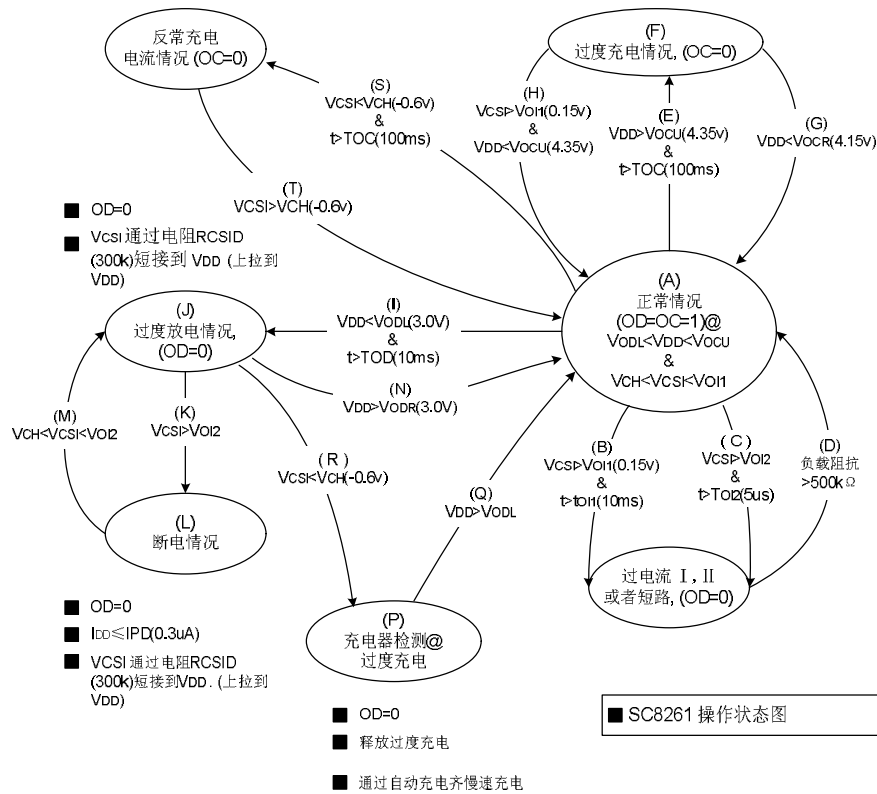 反常充电
电流情况 (OC=0)
(F)
过度充电情况, (OC=0)
(S)
VCSI<VCH(-0.6v)
&
t>TOC(100ms)
(H)
VCSI>VOI1(0.15v)
&
VDD<VOCU(4.35v)
(E)
VDD>VOCU(4.35v)
&
t>TOC(100ms)
(G)
VDD<VOCR(4.15v)
(T)
VCSI>VCH(-0.6v)
■ OD=0
■ VCSI 通过电阻RCSID
(300k)短接到 VDD (上拉到
VDD)
(A)
正常情况
(OD=OC=1)@
VODL<VDD<VOCU
&
VCH<VCSI<VOI1
(J)
过度放电情况,
(OD=0)
(I)
VDD<VODL(3.0V)
&
t>TOD(10ms)
(N)
VDD>VODR(3.0V)
(M)
VCH<VCSI<VOI2
(K)
VCSI>VOI2
(R)
VCSI<VCH(-0.6v)
(Q)
VDD>VODL
(B)
VCSI>VOI1(0.15v)
&
t>tOI1(10ms)
(C)
VCSI>VOI2
&
t>TOI2(5us)
(D)
负载阻抗
>500kΩ
(L)
断电情况
过电流 I,II
或者短路, (OD=0)
■ OD=0
■ IDD≤IPD(0.3uA)
■ VCSI 通过电阻RCSID
(300k)短接到VDD. (上拉到
VDD)
(P)
充电器检测@
过度充电
■ OD=0
■ 释放过度充电
■ 通过自动充电齐慢速充电
■ SC8261 操作状态图